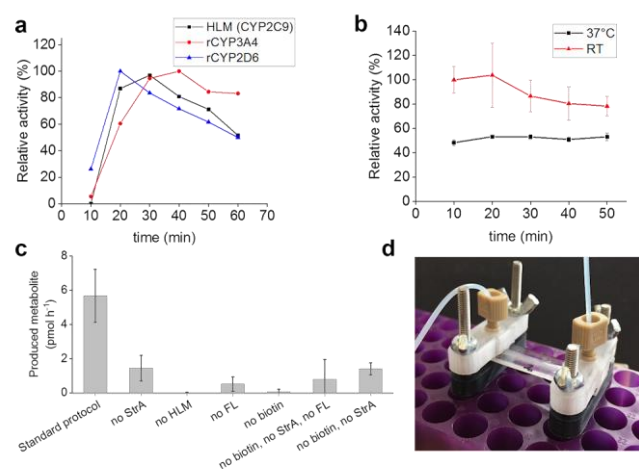 a
HLM (CYP2C9)
rCYP3A4
rCYP2D6
Relative activity (%)
120
100
80
60
40
20
0
0 10 20 30 40 50 60 70
time (min)
b
37°C
RT
Relative activity (%)
140
120
100
80
60
40
20
0
0 10 20 30 40 50
time (min)
c
Produced metabolite
(pmol h⁻¹)
8
6
4
2
0
Standard protocol
no StrA
no HLM
no FL
no biotin
no biotin, no StrA, no FL
no biotin, no StrA
d